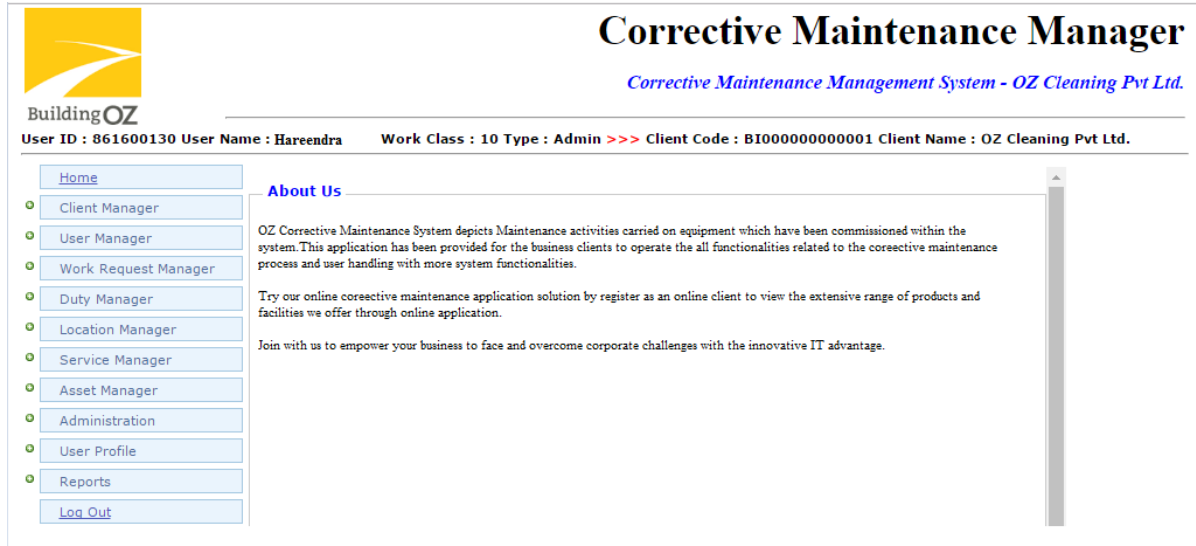 Corrective Maintenance Manager
Corrective Maintenance Management System - OZ Cleaning Pvt Ltd.
Building OZ
User ID : 861600130 User Name : Hareendra Work Class : 10 Type : Admin >>> Client Code : BI000000000001 Client Name : OZ Cleaning Pvt Ltd.
Home
Client Manager
User Manager
Work Request Manager
Duty Manager
Location Manager
Service Manager
Asset Manager
Administration
User Profile
Reports
Log Out
About Us
OZ Corrective Maintenance System depicts Maintenance activities carried on equipment which have been commissioned within the
system.This application has been provided for the business clients to operate the all functionalities related to the coreective maintenance
process and user handling with more system functionalities.
Try our online coreective maintenance application solution by register as an online client to view the extensive range of products and
facilities we offer through online application.
Join with us to empower your business to face and overcome corporate challenges with the innovative IT advantage.